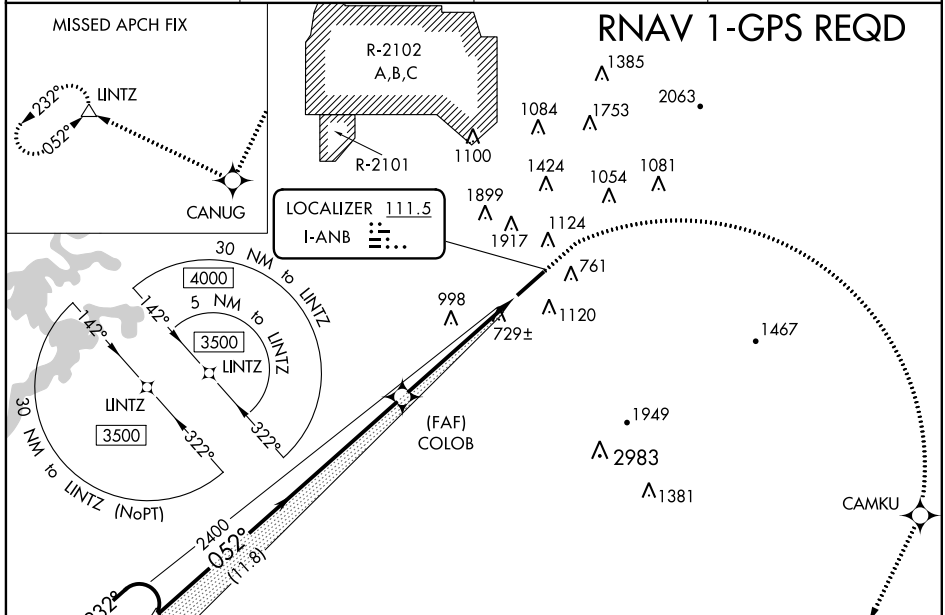 MISSED APCH FIX
RNAV 1-GPS REQD
232°
LINTZ
052°
CANUG
R-2102
A,B,C
R-2101
1385
2063
1084
1753
1100
1424
1054
1081
1899
1917
1124
LOCALIZER 111.5
I-ANB
761
30 NM to LINTZ
4000
142°
5 NM to LINTZ
3500
LINTZ
322°
142°
LINTZ
3500
322°
30 NM to LINTZ (NoPT)
998
729±
1120
1467
(FAF)
COLOB
1949
2983
1381
CAMKU
2400
052°
(11.8)
232°